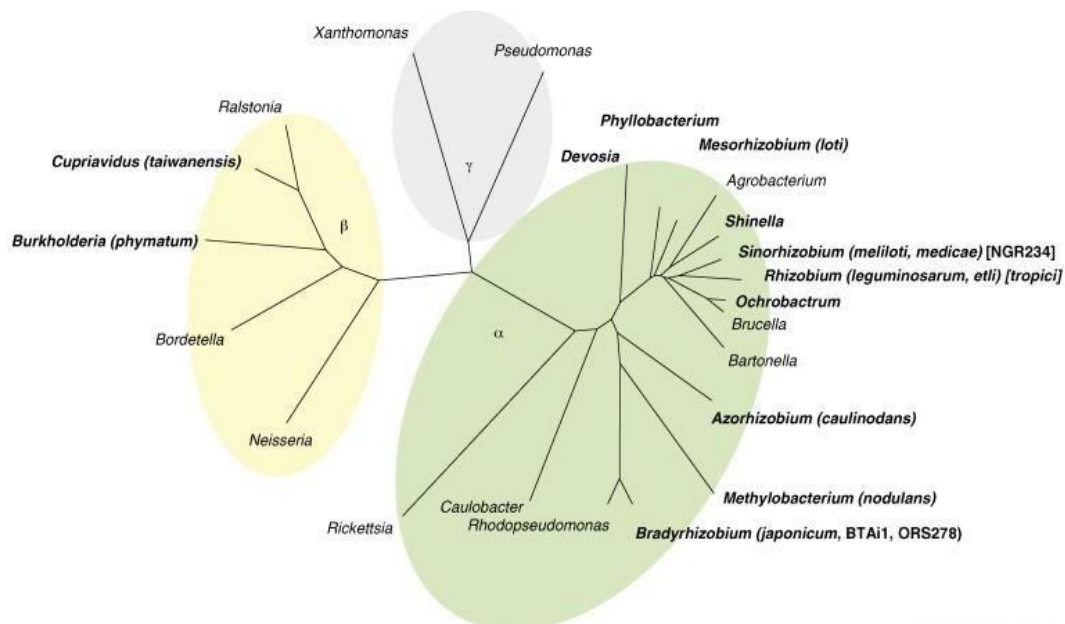 Xanthomonas
Pseudomonas
Ralstonia
Phyllobacterium
Cupriavidus (taiwanensis)
Devosia
Mesorhizobium (loti)
γ
Agrobacterium
Shinella
Burkholderia (phymatum)
β
Sinorhizobium (meliloti, medicae) [NGR234]
Rhizobium (leguminosarum, etli) [tropici]
Ochrobactrum
Brucella
Bordetella
α
Bartonella
Azorhizobium (caulinodans)
Neisseria
Methylobacterium (nodulans)
Caulobacter
Rickettsia
Rhodopseudomonas
Bradyrhizobium (japonicum, BTAi1, ORS278)